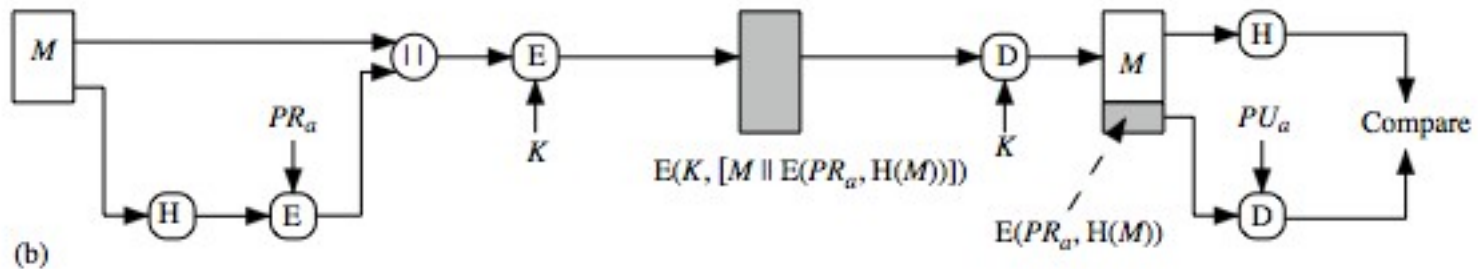 M
||
E
D
M
H
PRₐ
K
K
PUₐ
Compare
E(K, [M || E(PRₐ, H(M))])
H
E
E(PRₐ, H(M))
D
(b)